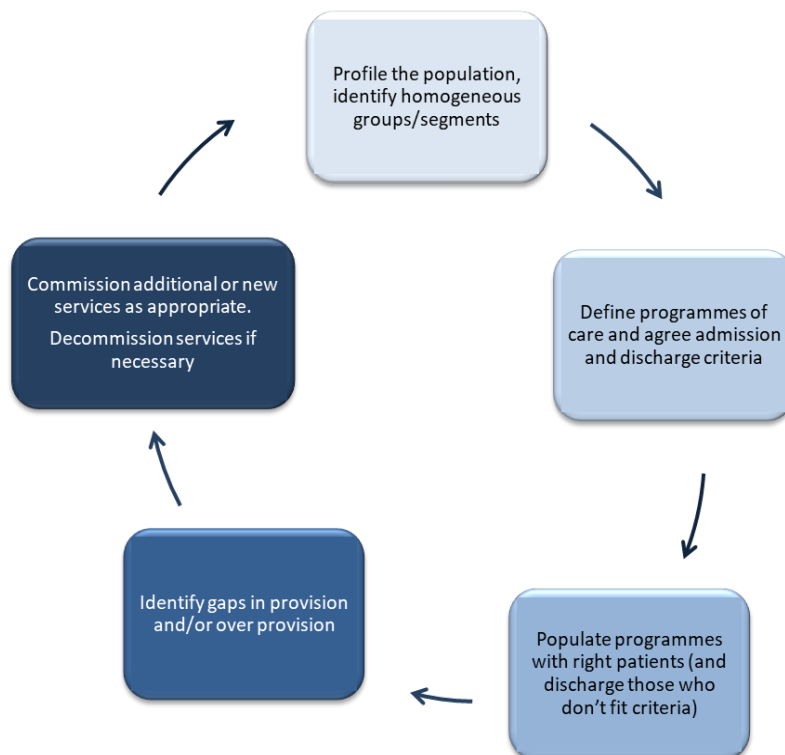 Profile the population,
identify homogeneous
groups/segments
Define programmes of
care and agree admission
and discharge criteria
Populate programmes
with right patients (and
discharge those who
don't fit criteria)
Identify gaps in provision
and/or over provision
Commission additional or new
services as appropriate.
Decommission services if
necessary